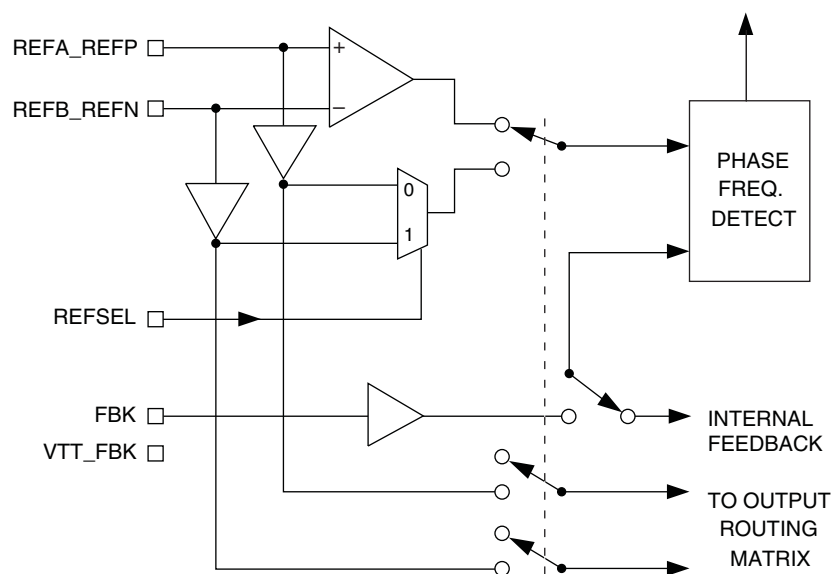 REFA_REFP
+
REFB_REFN
−
PHASE
FREQ.
DETECT
0
1
REFSEL
FBK
INTERNAL
FEEDBACK
VTT_FBK
TO OUTPUT
ROUTING
MATRIX